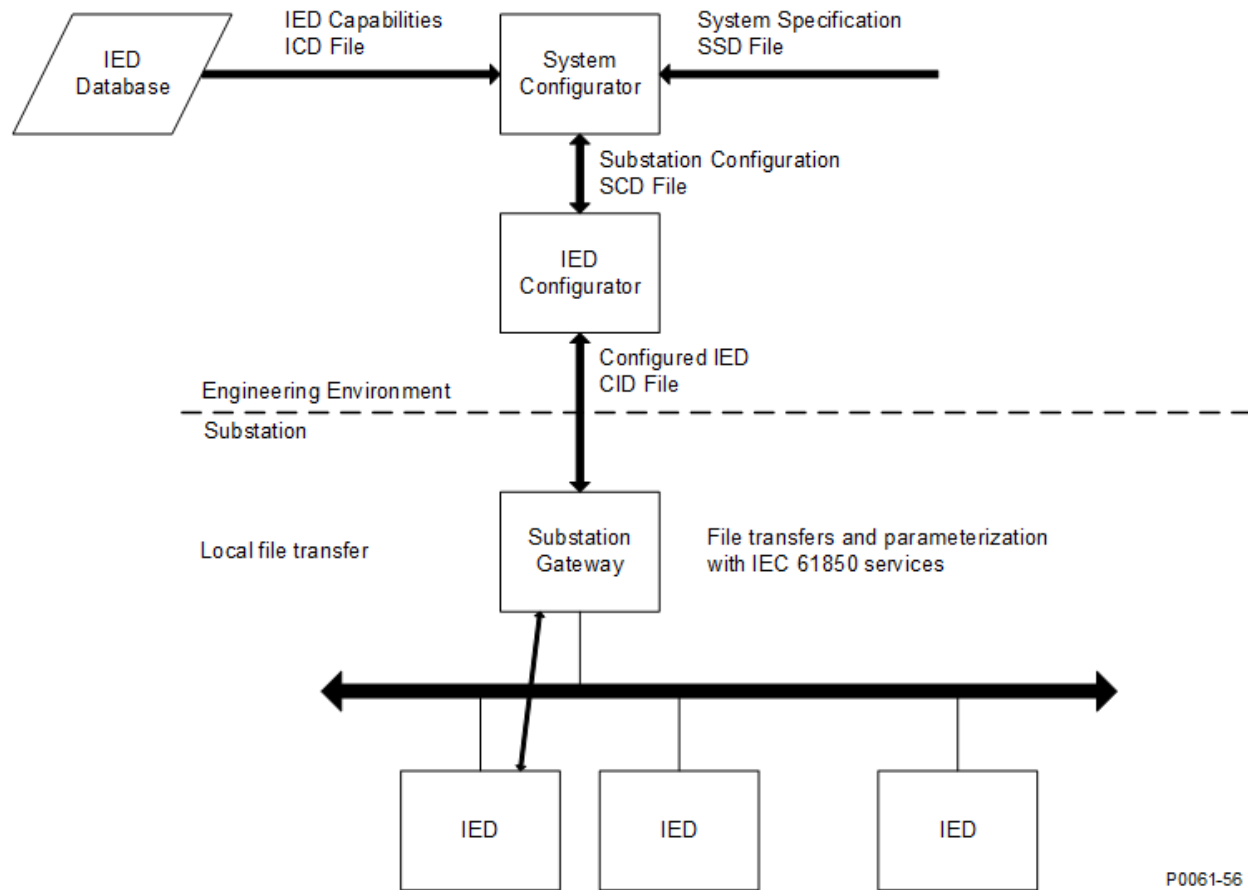 IED Capabilities
ICD File
System Specification
SSD File
IED
Database
System
Configurator
Substation Configuration
SCD File
IED
Configurator
Configured IED
CID File
Engineering Environment
Substation
Local file transfer
Substation
Gateway
File transfers and parameterization
with IEC 61850 services
IED
IED
IED
P0061-56